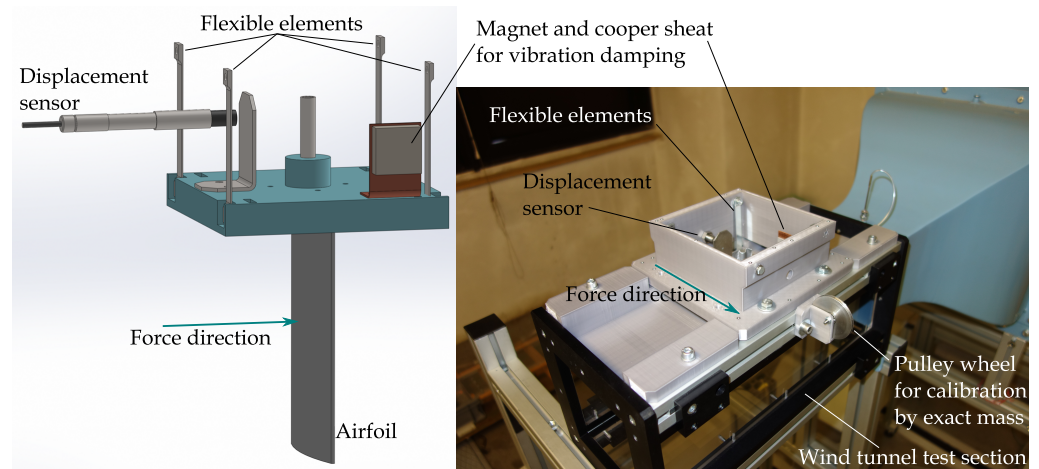 Flexible elements
Displacement
sensor
Magnet and cooper sheat
for vibration damping
Force direction
Airfoil
Flexible elements
Displacement
sensor
Force direction
Pulley wheel
for calibration
by exact mass
Wind tunnel test section